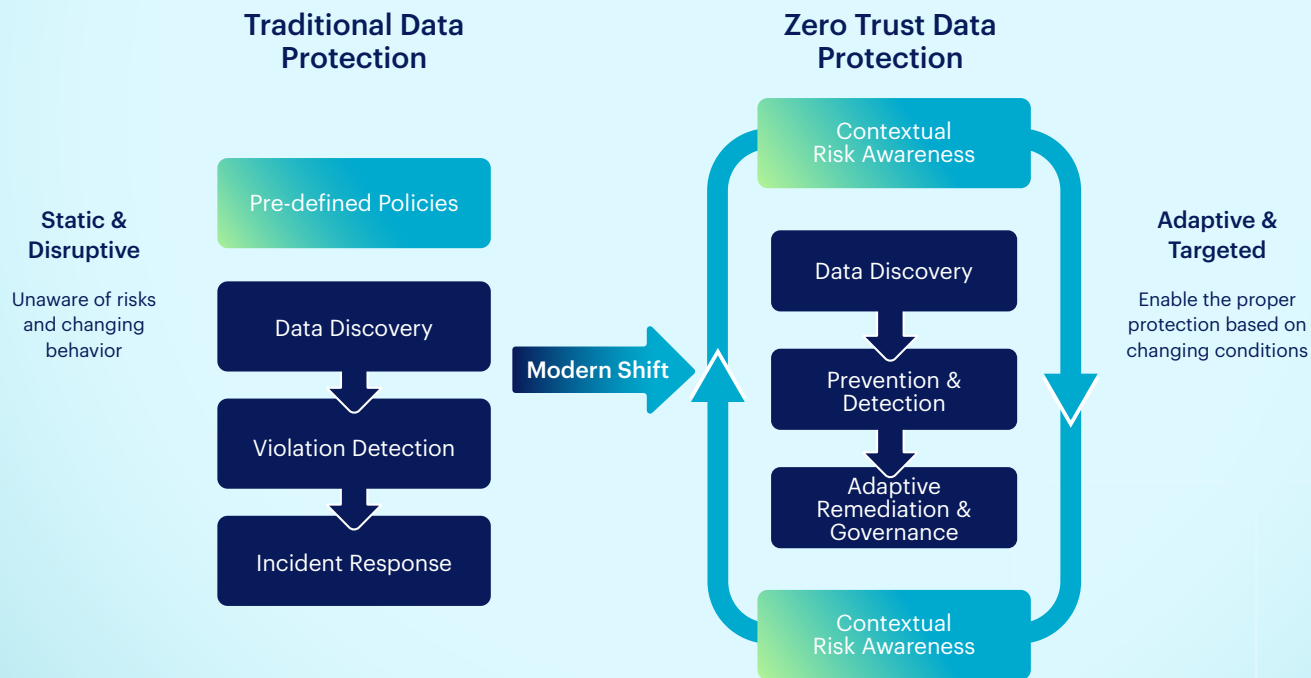 Traditional Data
Protection
Pre-defined Policies
Static &
Disruptive
Unaware of risks
and changing
behavior
Data Discovery
Violation Detection
Incident Response
Modern Shift
Zero Trust Data
Protection
Contextual
Risk Awareness
Data Discovery
Prevention &
Detection
Adaptive
Remediation &
Governance
Contextual
Risk Awareness
Adaptive &
Targeted
Enable the proper
protection based on
changing conditions